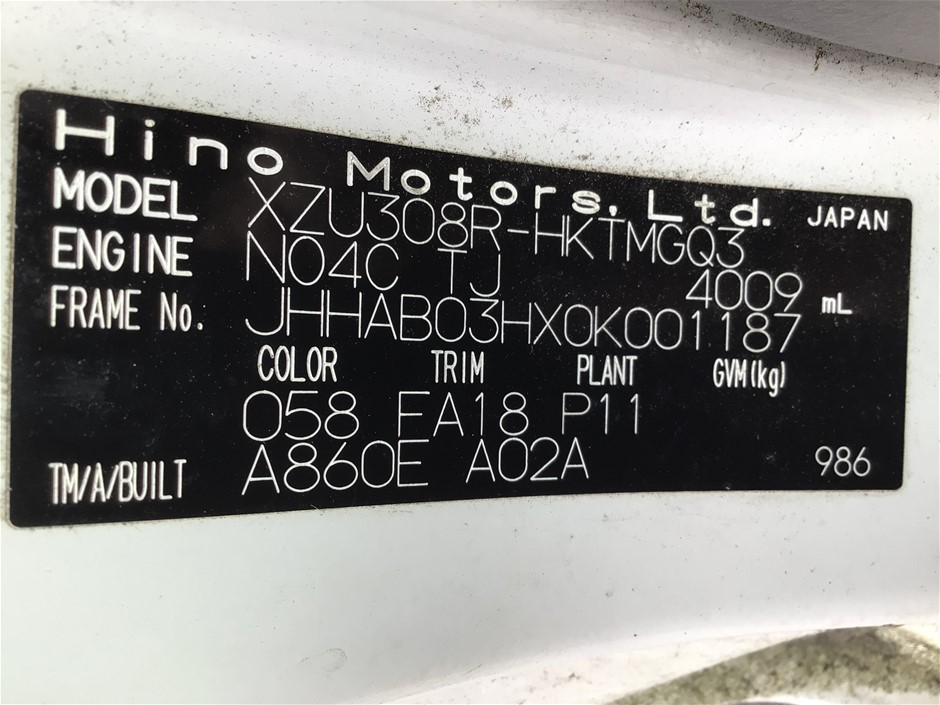 Hino Motors, Ltd. JAPAN
MODEL XZU308R-HKTMGQ3
ENGINE N04C TJ 4009 mL
FRAME No. JHHAB03HX0K001187
COLOR TRIM PLANT GVM(kg)
058 EA18 P11
TM/A/BUILT A860E A02A 986